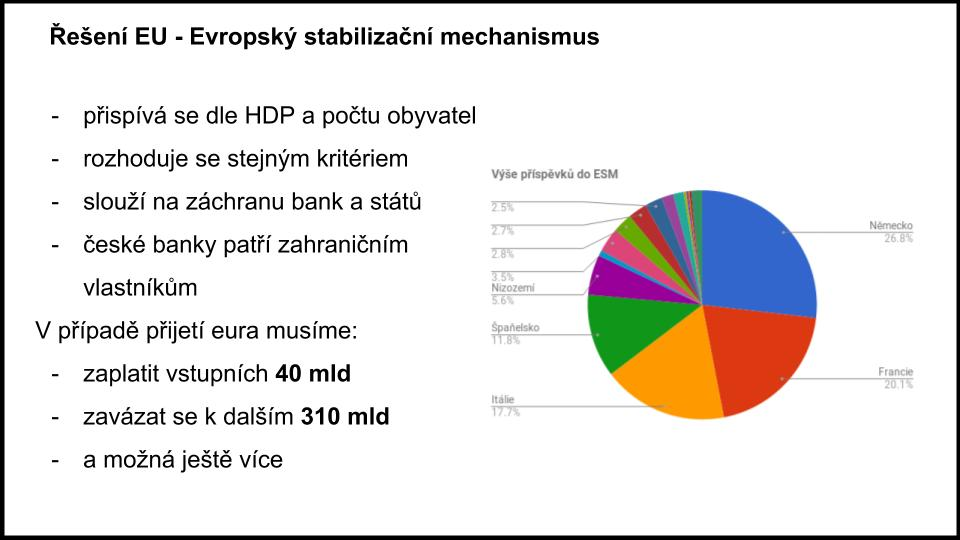 Řešení EU - Evropský stabilizační mechanismus
- přispívá se dle HDP a počtu obyvatel
- rozhoduje se stejným kritériem
- slouží na záchranu bank a států
- české banky patří zahraničním
vlastníkům
V případě přijetí eura musíme:
- zaplatit vstupních 40 mld
- zavázat se k dalším 310 mld
- a možná ještě více
Výše příspěvků do ESM
2.5%
2.7%
2.8%
3.5%
Nizozemí
5.6%
Španělsko
11.8%
Itálie
17.7%
Německo
26.8%
Francie
20.1%